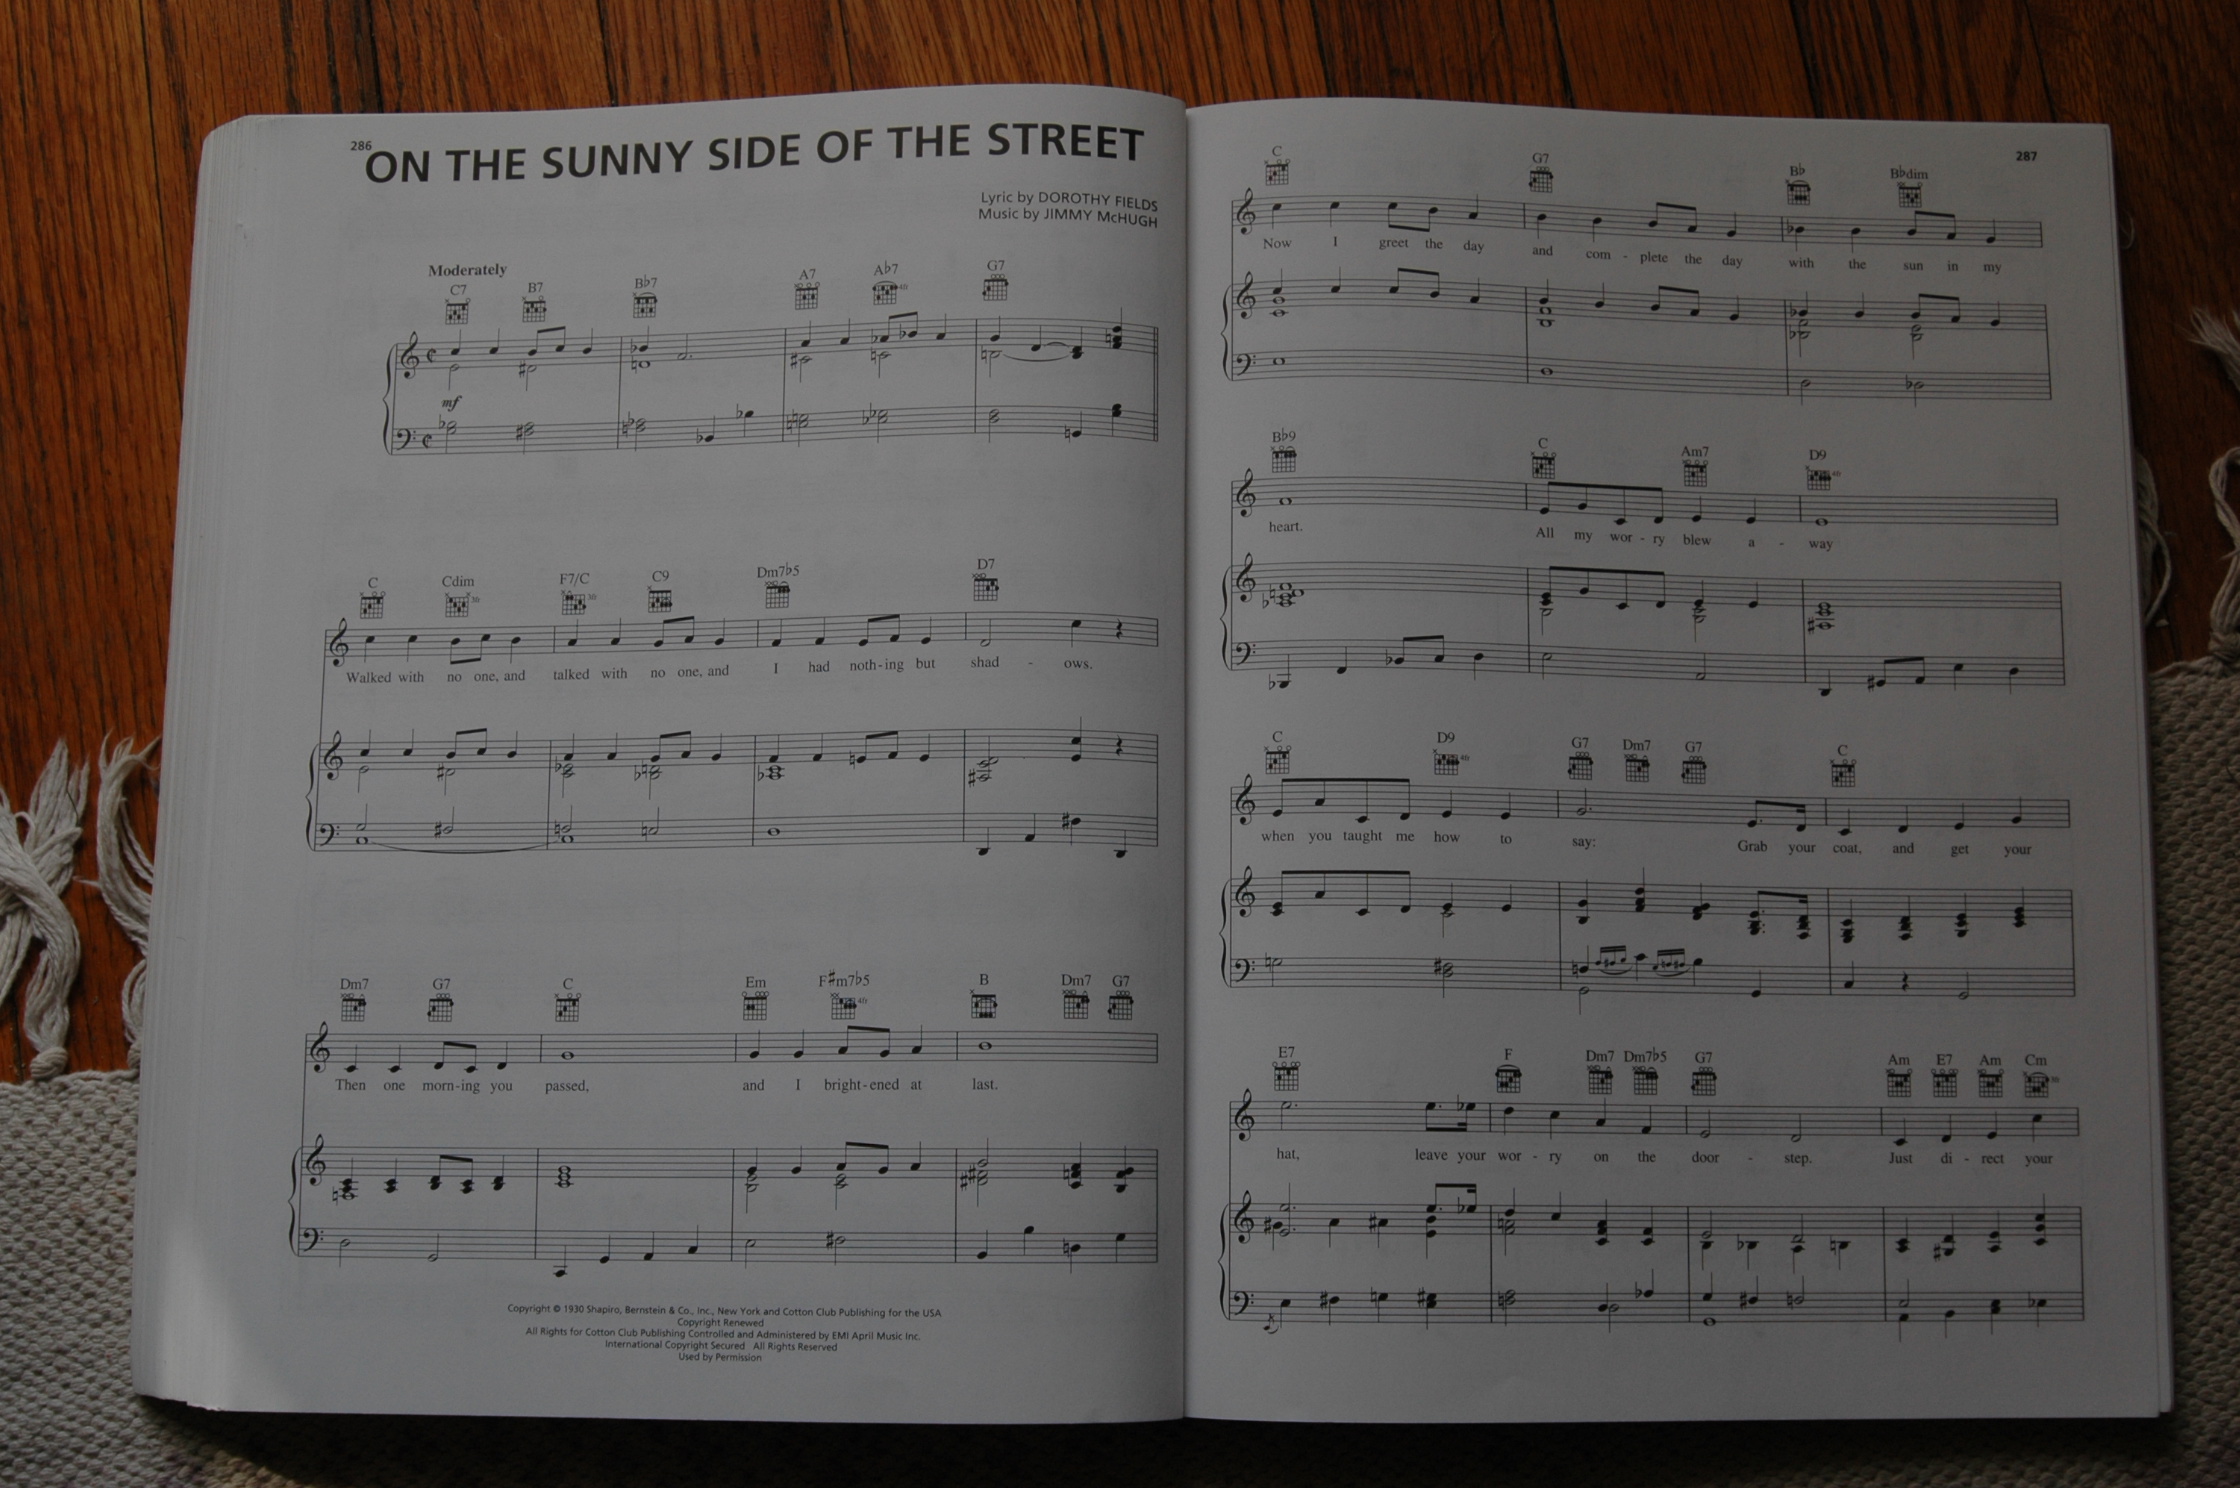 286
ON THE SUNNY SIDE OF THE STREET
Lyric by DOROTHY FIELDS
Music by JIMMY McHUGH
Moderately
C7 B7 B♭7 A7 A♭7 4fr G7
mf
C Cdim 3fr F7/C 3fr C9 Dm7♭5 D7
Walked with no one, and talked with no one, and I had noth-ing but shad - ows.
Dm7 G7 C Em F♯m7♭5 4fr B Dm7 G7
Then one morn-ing you passed, and I bright-ened at last.
Copyright © 1930 Shapiro, Bernstein & Co., Inc., New York and Cotton Club Publishing for the USA
Copyright Renewed
All Rights for Cotton Club Publishing Controlled and Administered by EMI April Music Inc.
International Copyright Secured All Rights Reserved
Used by Permission
287
C G7 B♭ B♭dim
Now I greet the day and com - plete the day with the sun in my
B♭9 C Am7 D9 4fr
heart. All my wor - ry blew a - way
C D9 4fr G7 Dm7 G7 C
when you taught me how to say: Grab your coat, and get your
E7 F Dm7 Dm7♭5 G7 Am E7 Am Cm 3fr
hat, leave your wor - ry on the door - step. Just di - rect your